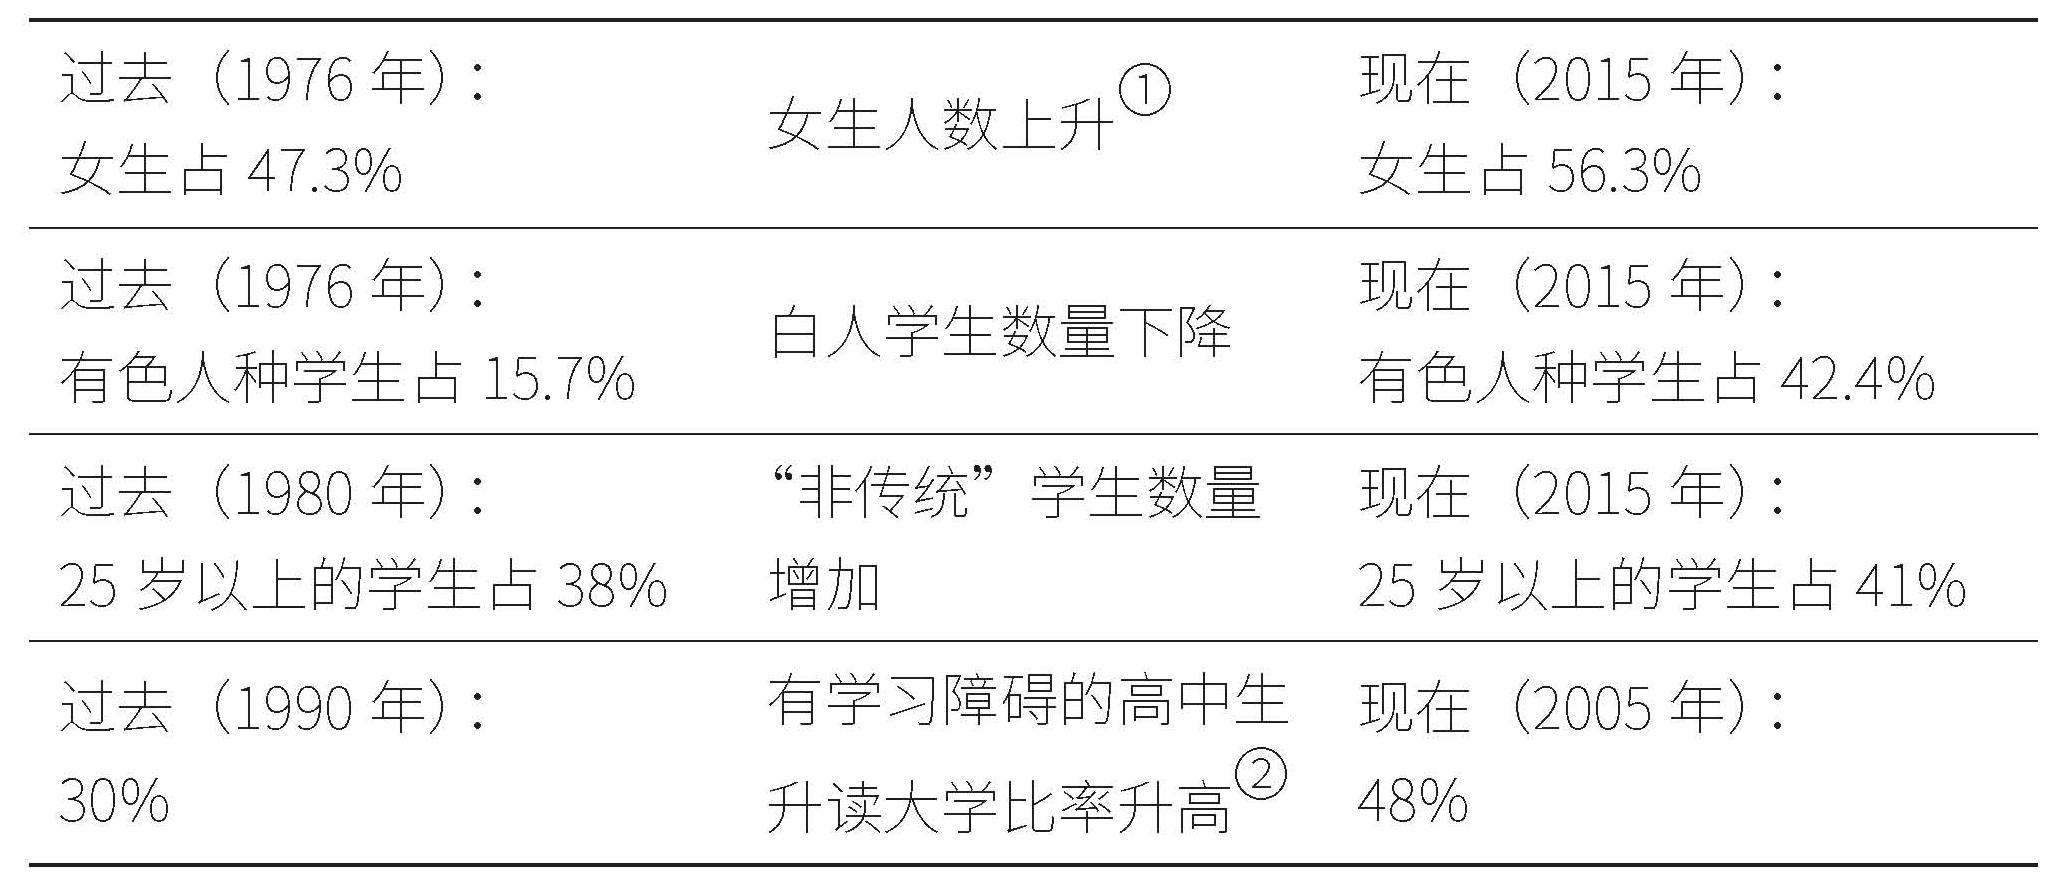 过去（1976 年）：
女生占 47.3%
女生人数上升①
现在（2015 年）：
女生占 56.3%
过去（1976 年）：
有色人种学生占 15.7%
白人学生数量下降
现在（2015 年）：
有色人种学生占 42.4%
过去（1980 年）：
25 岁以上的学生占 38%
“非传统”学生数量
增加
现在（2015 年）：
25 岁以上的学生占 41%
过去（1990 年）：
30%
有学习障碍的高中生
升读大学比率升高②
现在（2005 年）：
48%